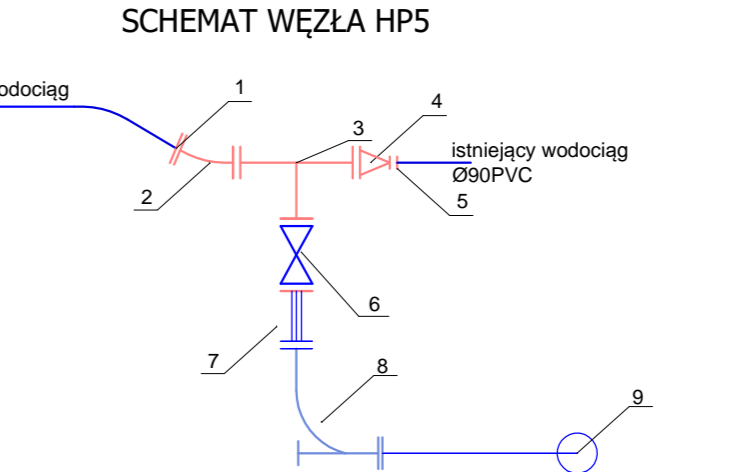 SCHEMAT WĘZŁA HP5
odociąg
1
4
3
istniejący wodociąg
Ø90PVC
2
5
6
7
8
9